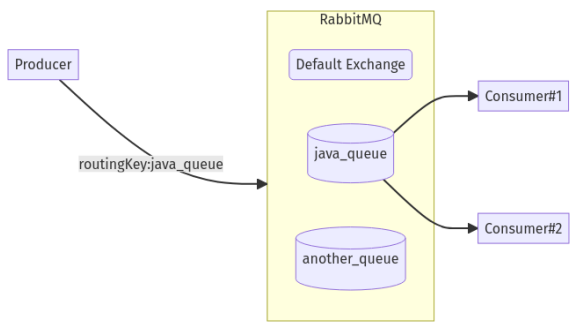 RabbitMQ
Producer
Default Exchange
Consumer#1
java_queue
routingKey:java_queue
Consumer#2
another_queue